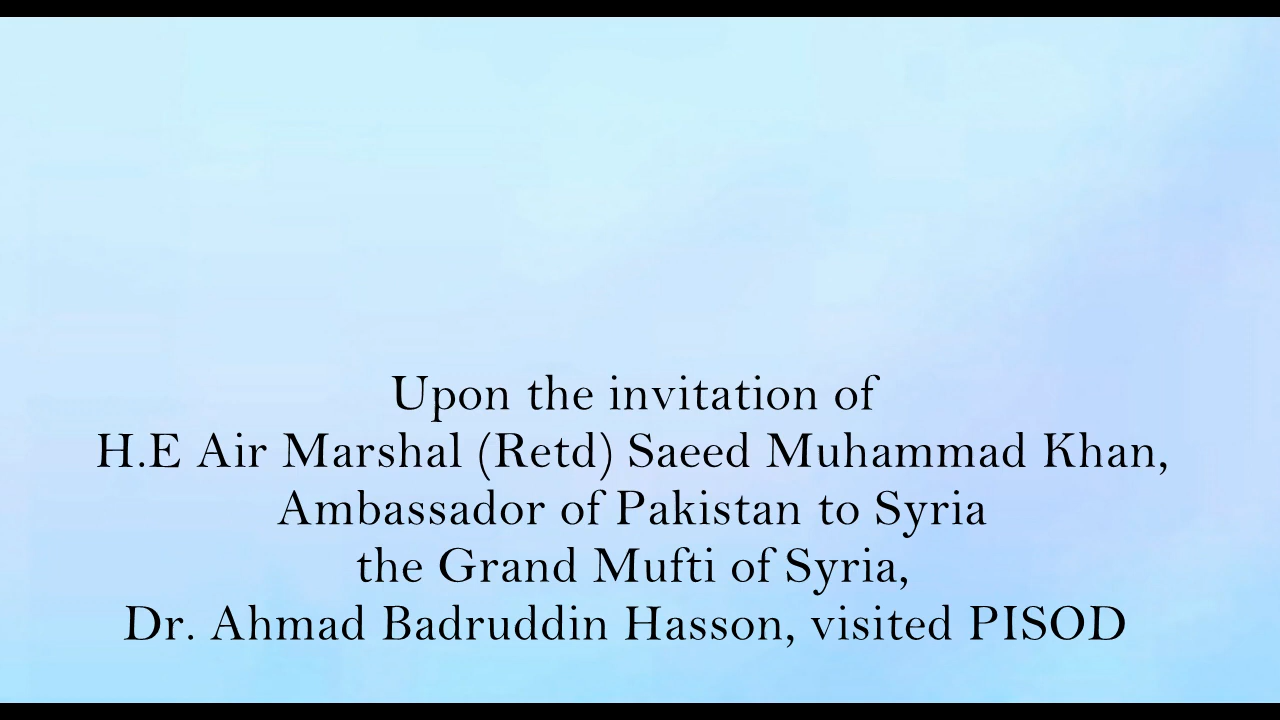 Upon the invitation of
H.E Air Marshal (Retd) Saeed Muhammad Khan,
Ambassador of Pakistan to Syria
the Grand Mufti of Syria,
Dr. Ahmad Badruddin Hasson, visited PISOD